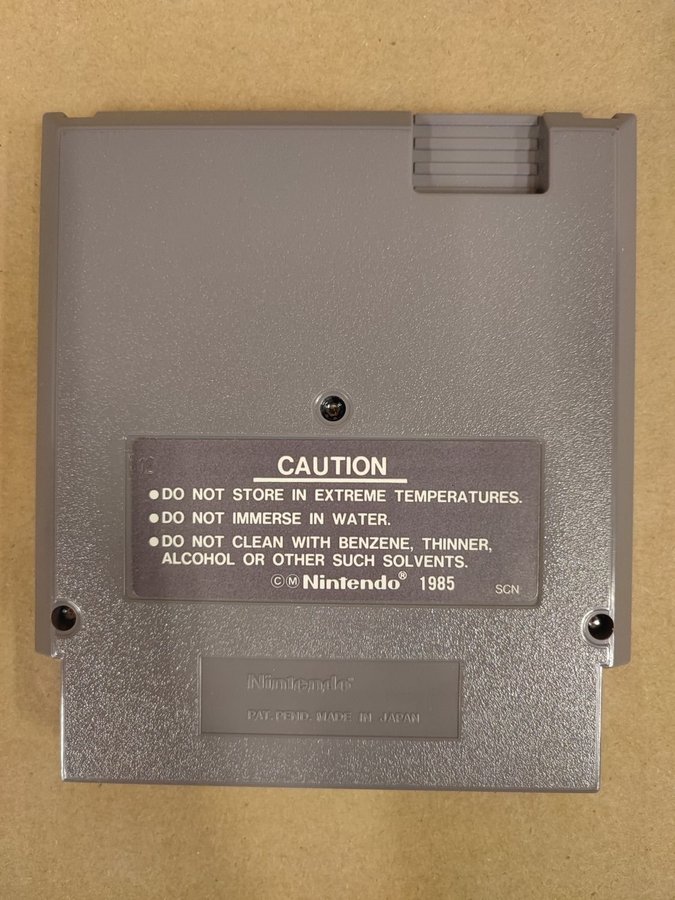 CAUTION
●DO NOT STORE IN EXTREME TEMPERATURES.
●DO NOT IMMERSE IN WATER.
●DO NOT CLEAN WITH BENZENE, THINNER,
ALCOHOL OR OTHER SUCH SOLVENTS.
ⒸⓂNintendo® 1985 SCN
Nintendo®
PAT. PEND. MADE IN JAPAN